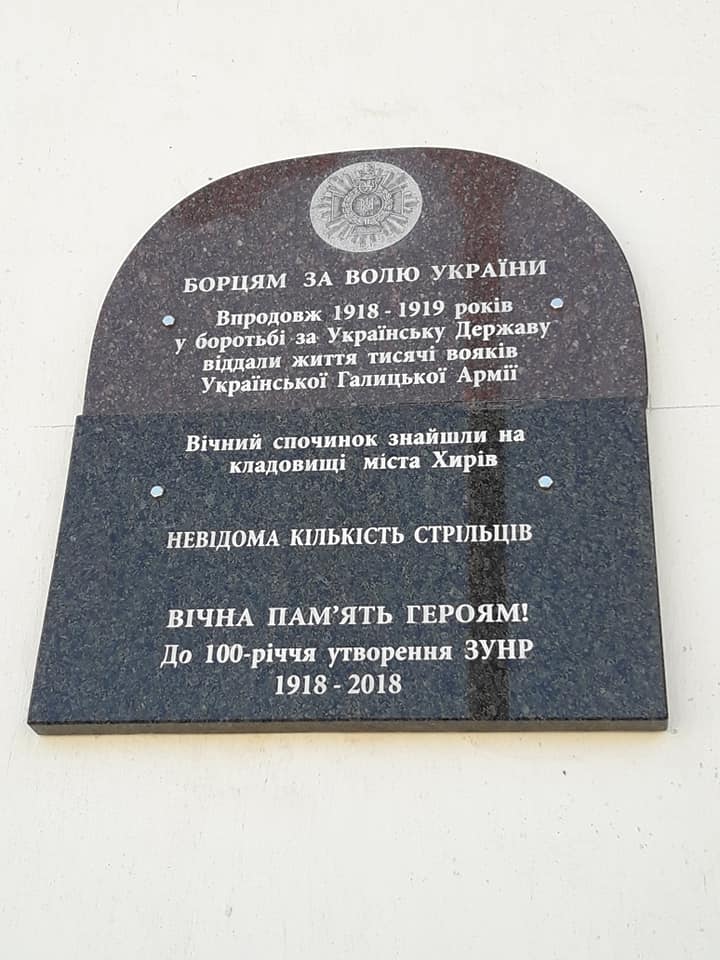 БОРЦЯМ ЗА ВОЛЮ УКРАЇНИ
Впродовж 1918 - 1919 років
у боротьбі за Українську Державу
віддали життя тисячі вояків
Української Галицької Армії
Вічний спочинок знайшли на
кладовищі міста Хирів
НЕВІДОМА КІЛЬКІСТЬ СТРІЛЬЦІВ
ВІЧНА ПАМ'ЯТЬ ГЕРОЯМ!
До 100-річчя утворення ЗУНР
1918 - 2018